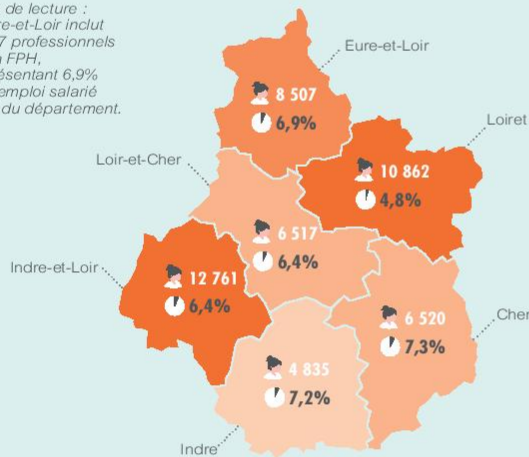 de lecture :
re-et-Loir inclut
7 professionnels
FPH,
ésentant 6,9%
emploi salarié
du département.
Eure-et-Loir
8 507
6,9%
Loiret
10 862
4,8%
Loir-et-Cher
6 517
6,4%
Indre-et-Loir
12 761
6,4%
Cher
6 520
7,3%
4 835
7,2%
Indre